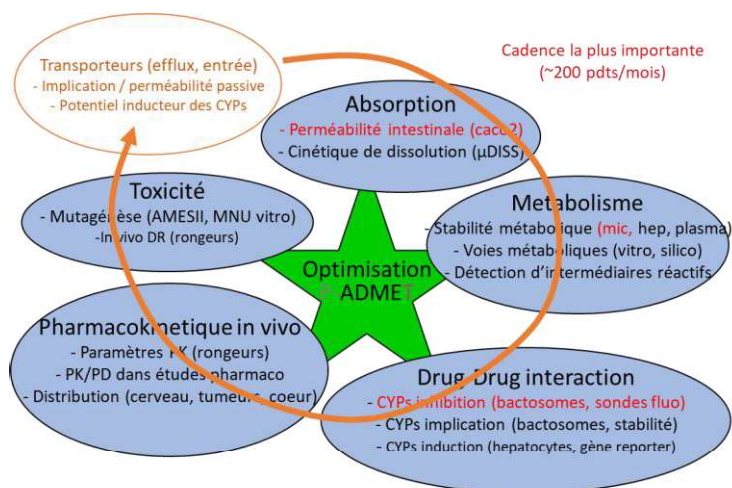 Transporteurs (efflux, entrée)
- Implication / perméabilité passive
- Potentiel inducteur des CYPs
Cadence la plus importante
(~200 pdts/mois)
Absorption
- Perméabilité intestinale (caco2)
- Cinétique de dissolution (µDISS)
Toxicité
- Mutagénèse (AMESII, MNU vitro)
- In vivo DR (rongeurs)
Metabolisme
- Stabilité métabolique (mic, hep, plasma)
- Voies métaboliques (vitro, silico)
- Détection d'intermédiaires réactifs
Optimisation
ADMET
Pharmacokinetique in vivo
- Paramètres PK (rongeurs)
- PK/PD dans études pharmaco
- Distribution (cerveau, tumeurs, coeur)
Drug-Drug interaction
- CYPs inhibition (bactosomes, sondes fluo)
- CYPs implication (bactosomes, stabilité)
- CYPs induction (hepatocytes, gène reporter)